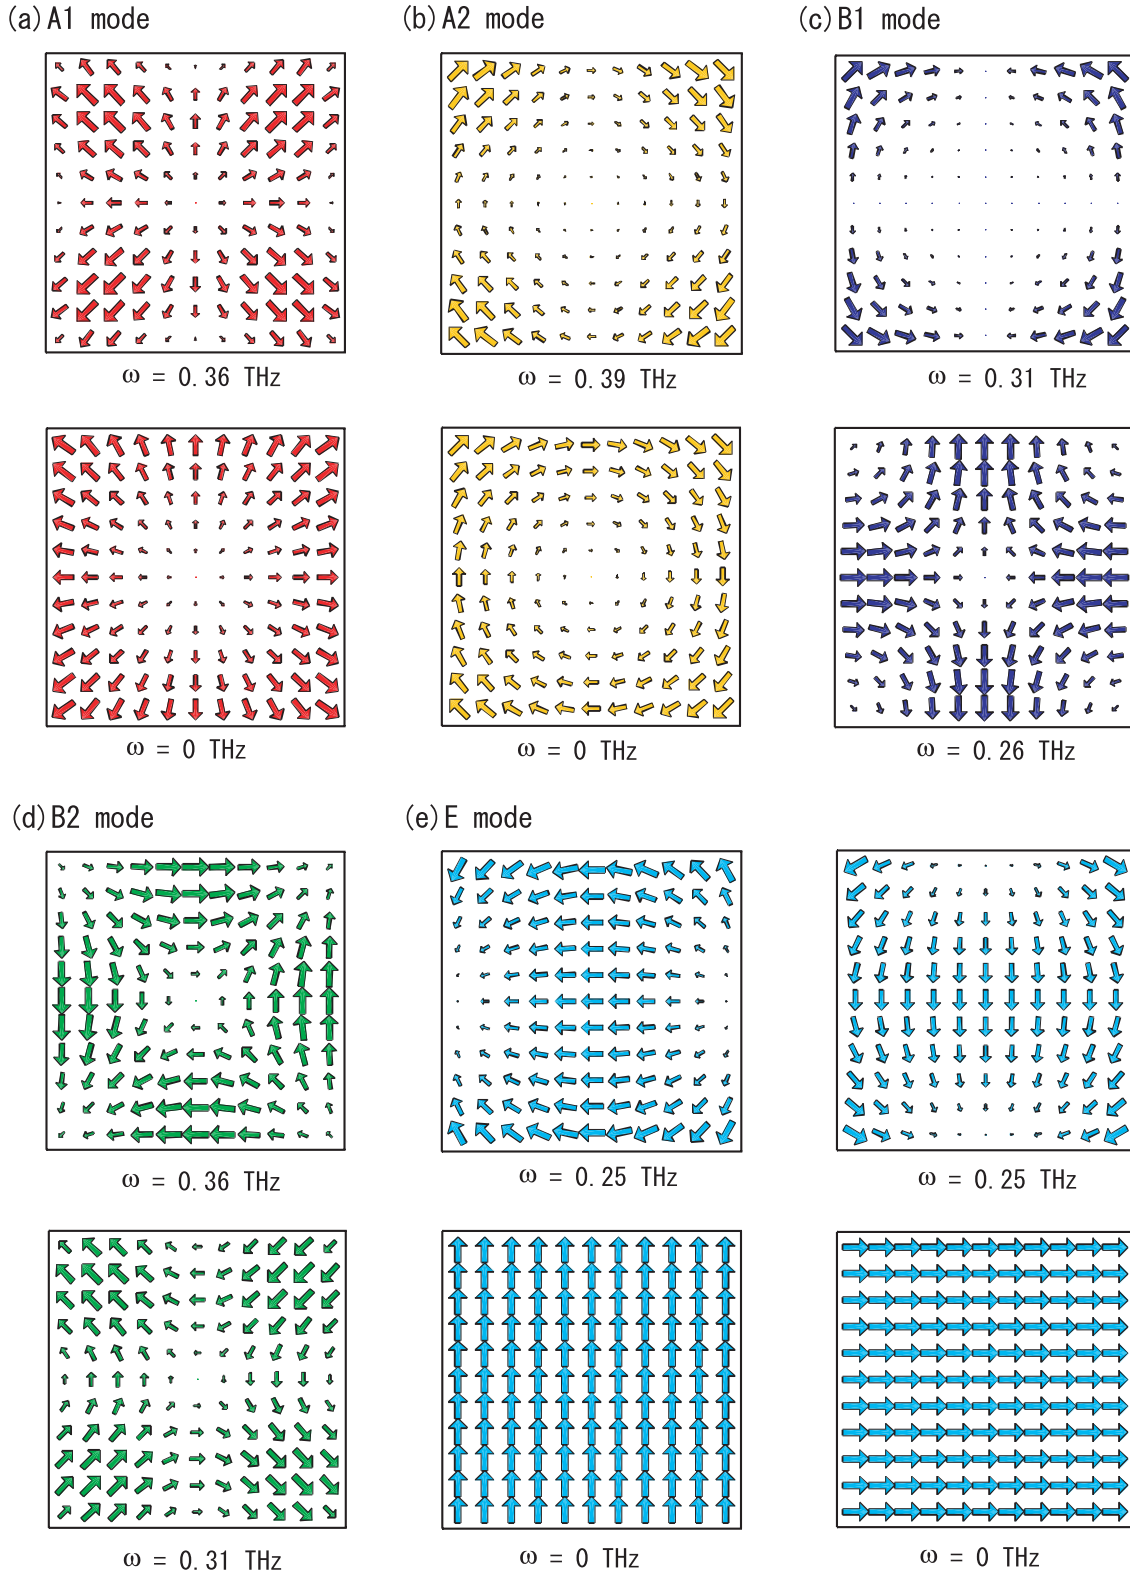 (a) A1 mode
(b) A2 mode
(c) B1 mode
ω = 0.36 THz
ω = 0.39 THz
ω = 0.31 THz
ω = 0 THz
ω = 0 THz
ω = 0.26 THz
(d) B2 mode
(e) E mode
ω = 0.36 THz
ω = 0.25 THz
ω = 0.25 THz
ω = 0.31 THz
ω = 0 THz
ω = 0 THz